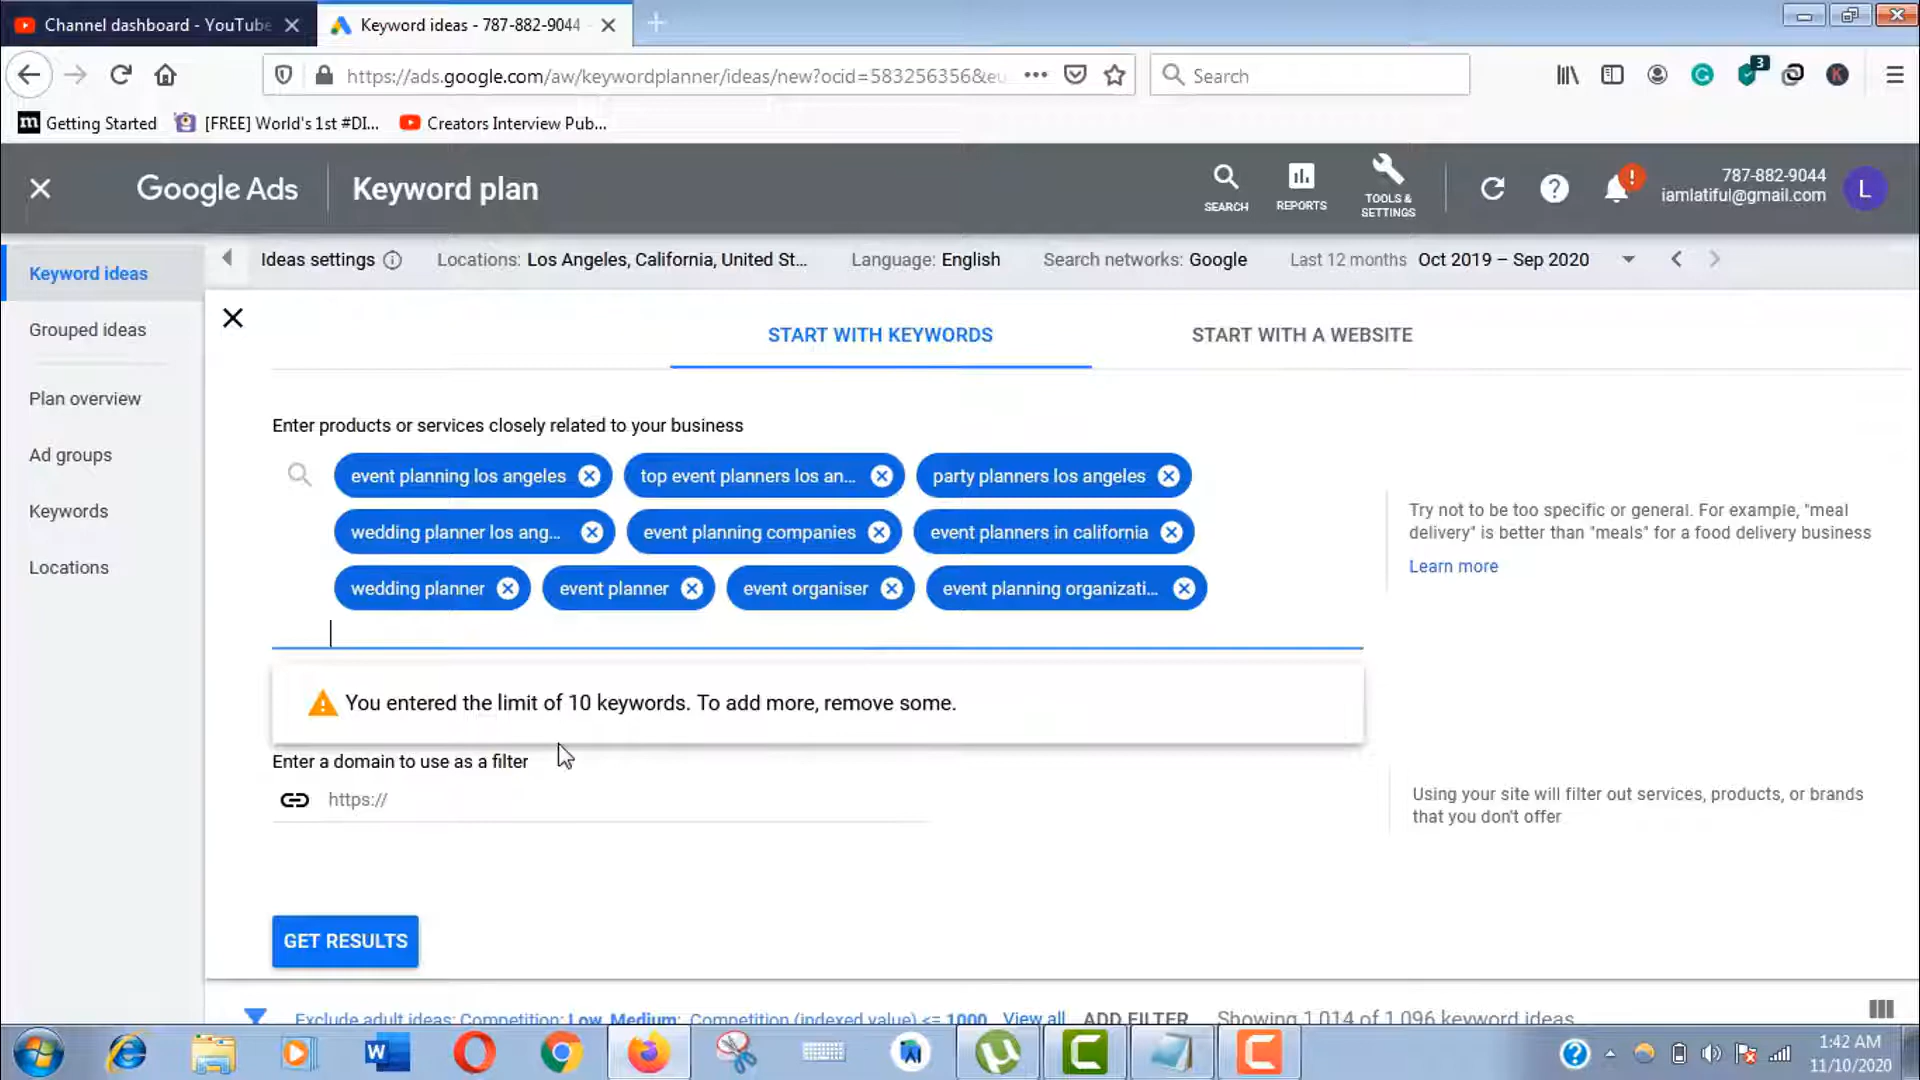 Channel dashboard - YouTube
Keyword ideas - 787-882-9044 -
https://ads.google.com/aw/keywordplanner/ideas/new?ocid=583256356&eu
Search
3
K
m Getting Started
[FREE] World's 1st #DI...
Creators Interview Pub...
Google Ads
Keyword plan
SEARCH
REPORTS
TOOLS &
SETTINGS
!
787-882-9044
iamlatiful@gmail.com
L
Keyword ideas
Grouped ideas
Plan overview
Ad groups
Keywords
Locations
Ideas settings
Locations: Los Angeles, California, United St...
Language: English
Search networks: Google
Last 12 months Oct 2019 – Sep 2020
START WITH KEYWORDS
START WITH A WEBSITE
Enter products or services closely related to your business
event planning los angeles
top event planners los an...
party planners los angeles
wedding planner los ang...
event planning companies
event planners in california
wedding planner
event planner
event organiser
event planning organizati...
Try not to be too specific or general. For example, "meal
delivery" is better than "meals" for a food delivery business
Learn more
You entered the limit of 10 keywords. To add more, remove some.
Enter a domain to use as a filter
https://
Using your site will filter out services, products, or brands
that you don't offer
GET RESULTS
Exclude adult ideas; Competition: Low, Medium; Competition (indexed value) <= 1000 View all
ADD FILTER
Showing 1,014 of 1,096 keyword ideas
1:42 AM
11/10/2020